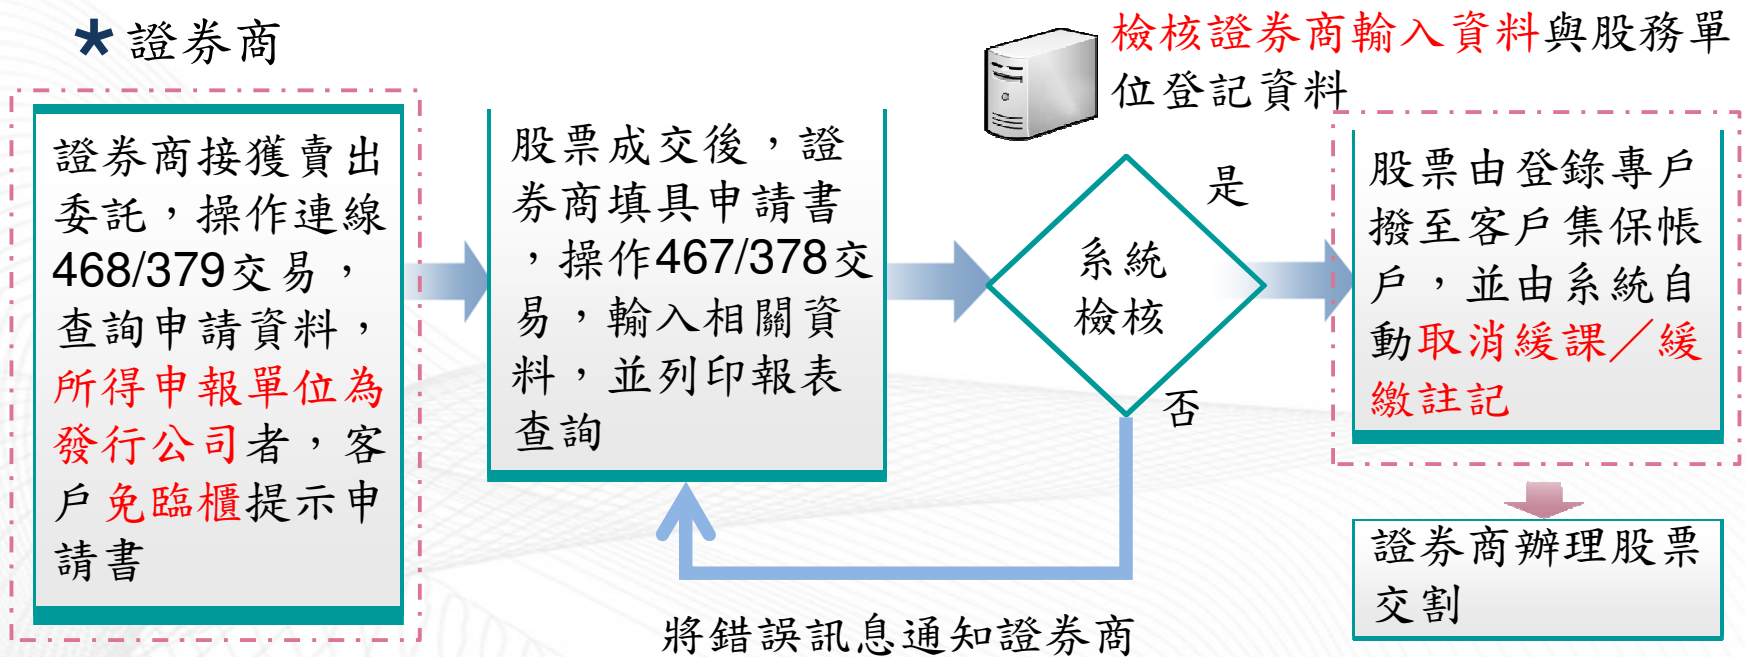 *證券商
檢核證券商輸入資料與股務單
位登記資料
證券商接獲賣出
委託，操作連線
468/379交易，
查詢申請資料，
所得申報單位為
發行公司者，客
戶免臨櫃提示申
請書
股票成交後，證
券商填具申請書
，操作467/378交
易，輸入相關資
料，並列印報表
查詢
系統
檢核
是
否
股票由登錄專戶
撥至客戶集保帳
戶，並由系統自
動取消緩課／緩
繳註記
證券商辦理股票
交割
將錯誤訊息通知證券商